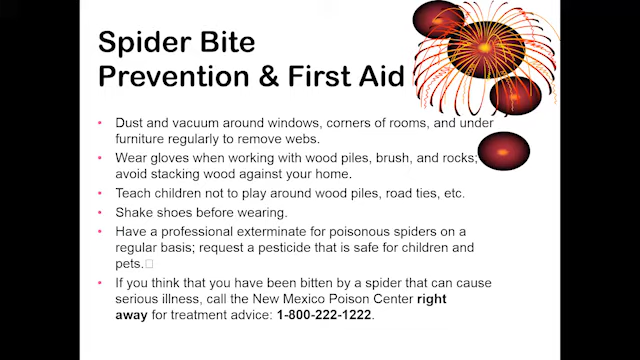 Spider Bite
Prevention & First Aid
• Dust and vacuum around windows, corners of rooms, and under
furniture regularly to remove webs.
• Wear gloves when working with wood piles, brush, and rocks;
avoid stacking wood against your home.
• Teach children not to play around wood piles, road ties, etc.
• Shake shoes before wearing.
• Have a professional exterminate for poisonous spiders on a
regular basis; request a pesticide that is safe for children and
pets.□
• If you think that you have been bitten by a spider that can cause
serious illness, call the New Mexico Poison Center right
away for treatment advice: 1-800-222-1222.